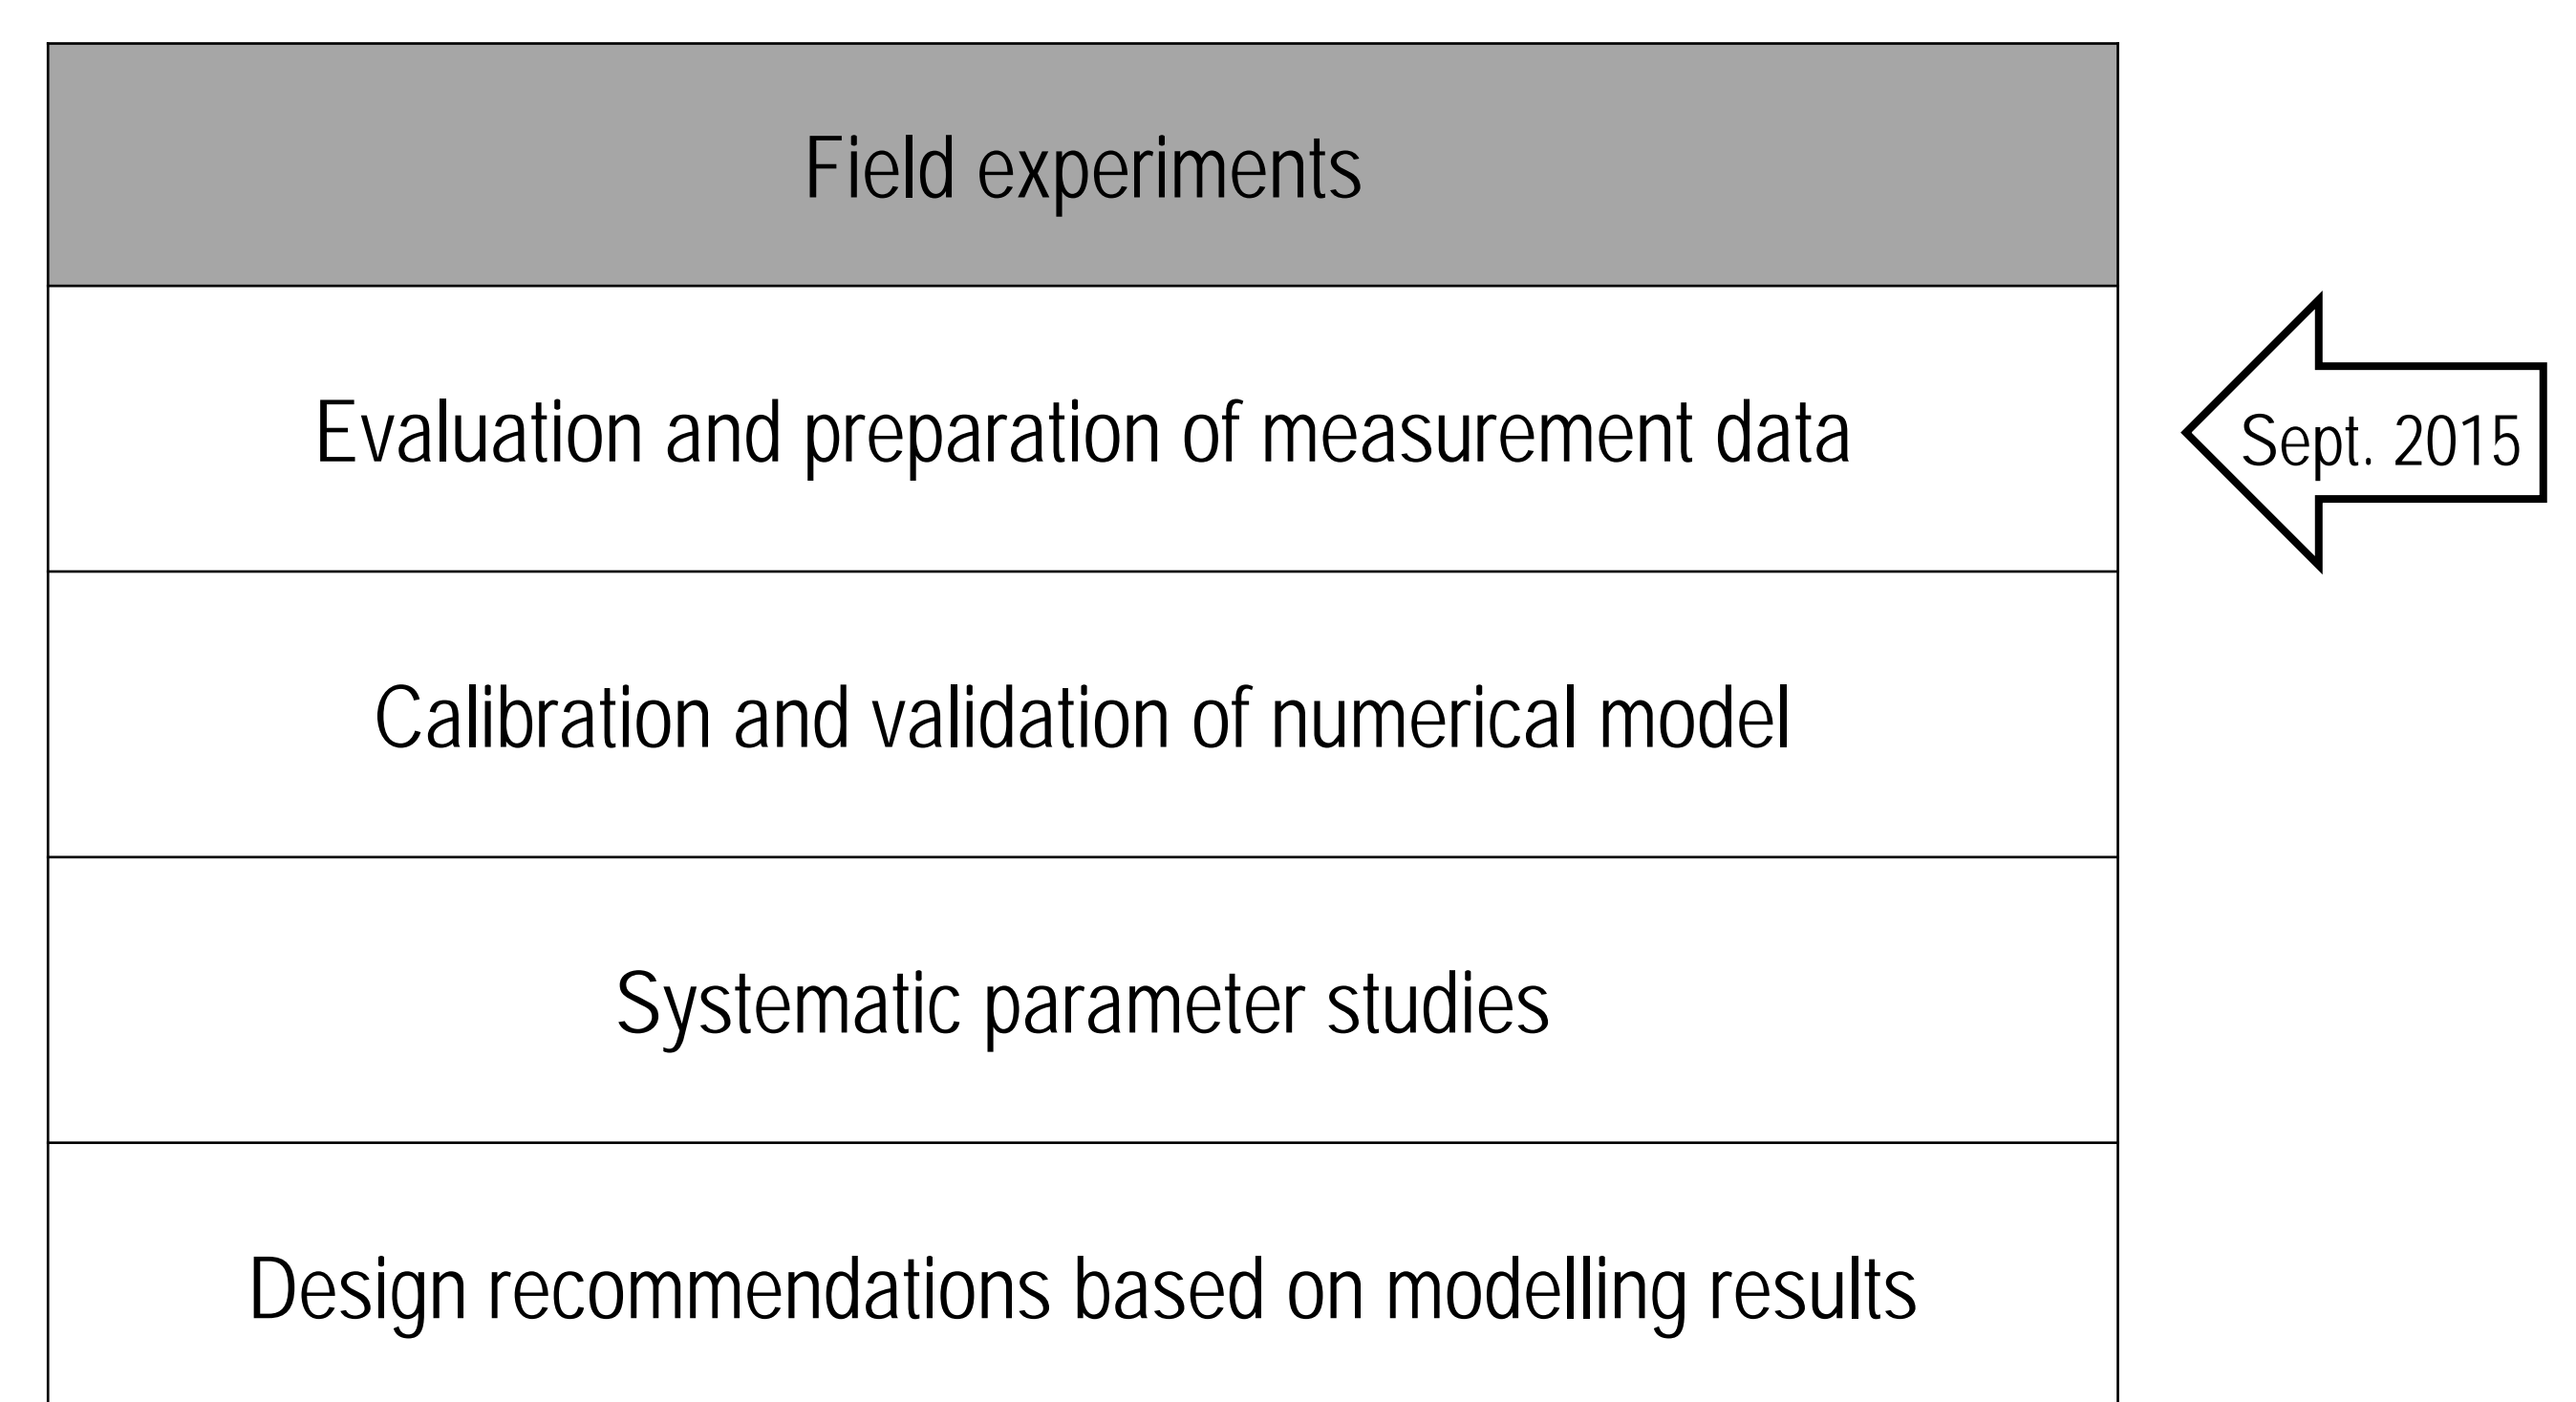 Field experiments
Evaluation and preparation of measurement data
Sept. 2015
Calibration and validation of numerical model
Systematic parameter studies
Design recommendations based on modelling results